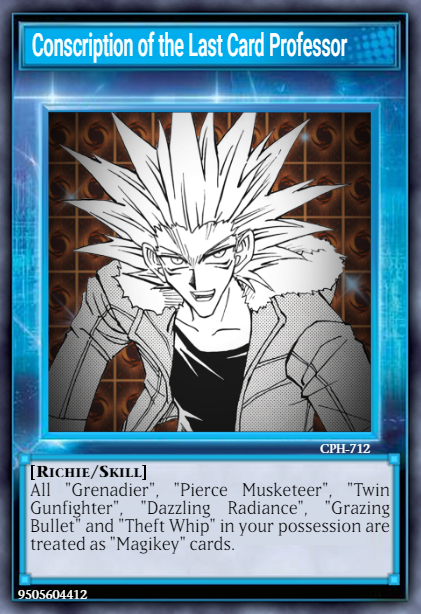 Conscription of the Last Card Professor
CPH-712
[RICHIE/SKILL]
All "Grenadier", "Pierce Musketeer", "Twin
Gunfighter", "Dazzling Radiance", "Grazing
Bullet" and "Theft Whip" in your possession are
treated as "Magikey" cards.
9505604412